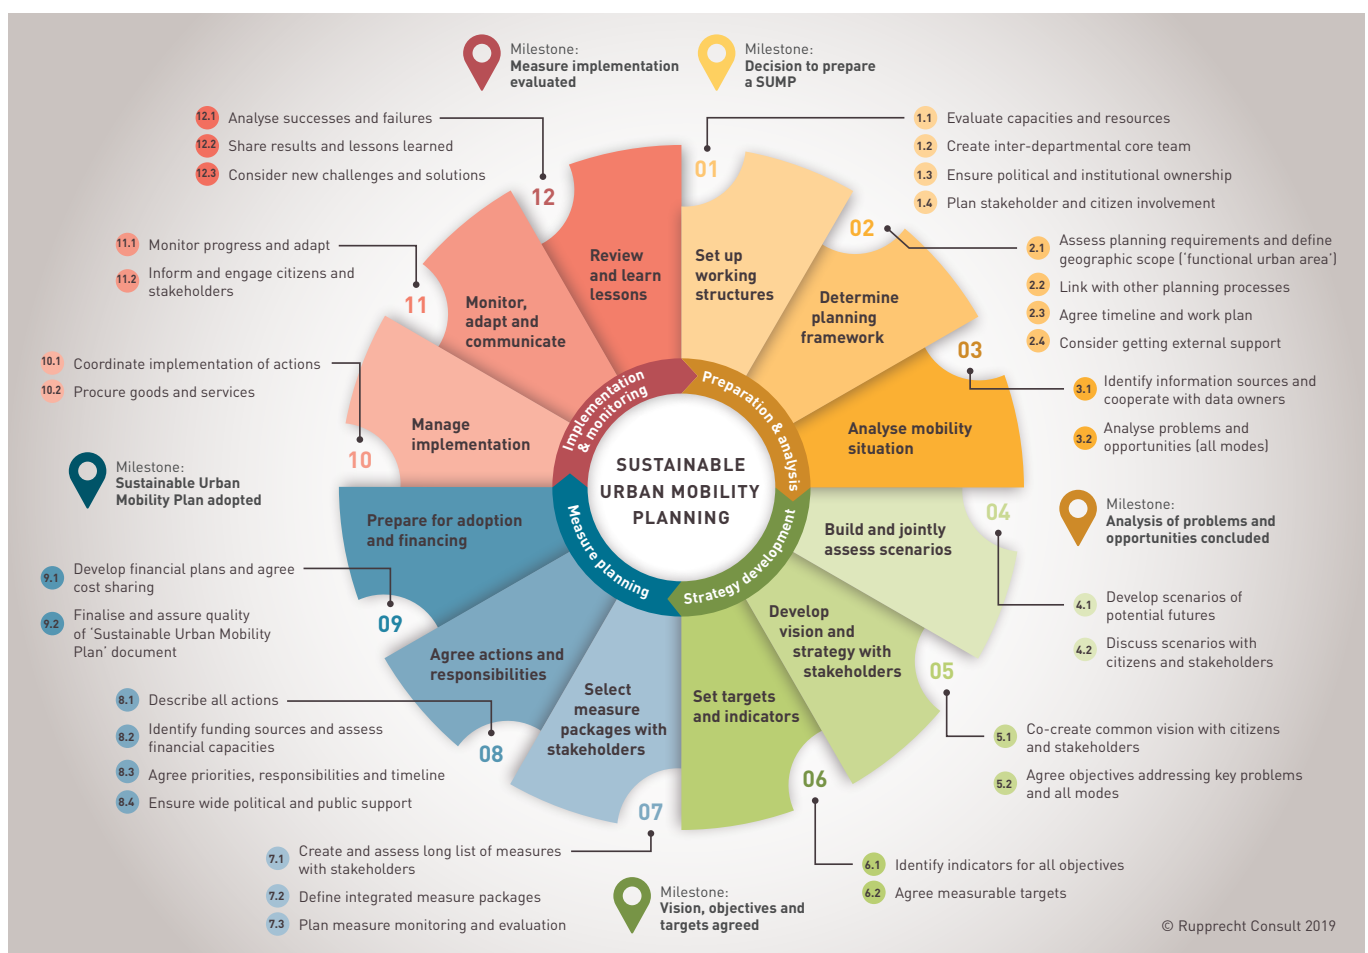 Milestone:
Measure implementation
evaluated
Milestone:
Decision to prepare
a SUMP
12.1 Analyse successes and failures
12.2 Share results and lessons learned
12.3 Consider new challenges and solutions
1.1 Evaluate capacities and resources
1.2 Create inter-departmental core team
1.3 Ensure political and institutional ownership
1.4 Plan stakeholder and citizen involvement
11.1 Monitor progress and adapt
11.2 Inform and engage citizens and
stakeholders
2.1 Assess planning requirements and define
geographic scope (‘functional urban area’)
2.2 Link with other planning processes
2.3 Agree timeline and work plan
2.4 Consider getting external support
10.1 Coordinate implementation of actions
10.2 Procure goods and services
3.1 Identify information sources and
cooperate with data owners
3.2 Analyse problems and
opportunities (all modes)
Milestone:
Sustainable Urban
Mobility Plan adopted
Milestone:
Analysis of problems and
opportunities concluded
01
Set up
working
structures
02
Determine
planning
framework
03
Analyse mobility
situation
04
Build and jointly
assess scenarios
05
Develop
vision and
strategy with
stakeholders
06
Set targets
and indicators
07
Select
measure
packages with
stakeholders
08
Agree actions and
responsibilities
09
Prepare for adoption
and financing
10
Manage
implementation
11
Monitor,
adapt and
communicate
12
Review
and learn
lessons
Preparation & analysis
Strategy development
Measure planning
Implementation
& monitoring
SUSTAINABLE
URBAN MOBILITY
PLANNING
9.1 Develop financial plans and agree
cost sharing
9.2 Finalise and assure quality
of ‘Sustainable Urban Mobility
Plan’ document
4.1 Develop scenarios of
potential futures
4.2 Discuss scenarios with
citizens and stakeholders
8.1 Describe all actions
8.2 Identify funding sources and assess
financial capacities
8.3 Agree priorities, responsibilities and timeline
8.4 Ensure wide political and public support
5.1 Co-create common vision with citizens
and stakeholders
5.2 Agree objectives addressing key problems
and all modes
7.1 Create and assess long list of measures
with stakeholders
7.2 Define integrated measure packages
7.3 Plan measure monitoring and evaluation
Milestone:
Vision, objectives and
targets agreed
6.1 Identify indicators for all objectives
6.2 Agree measurable targets
© Rupprecht Consult 2019